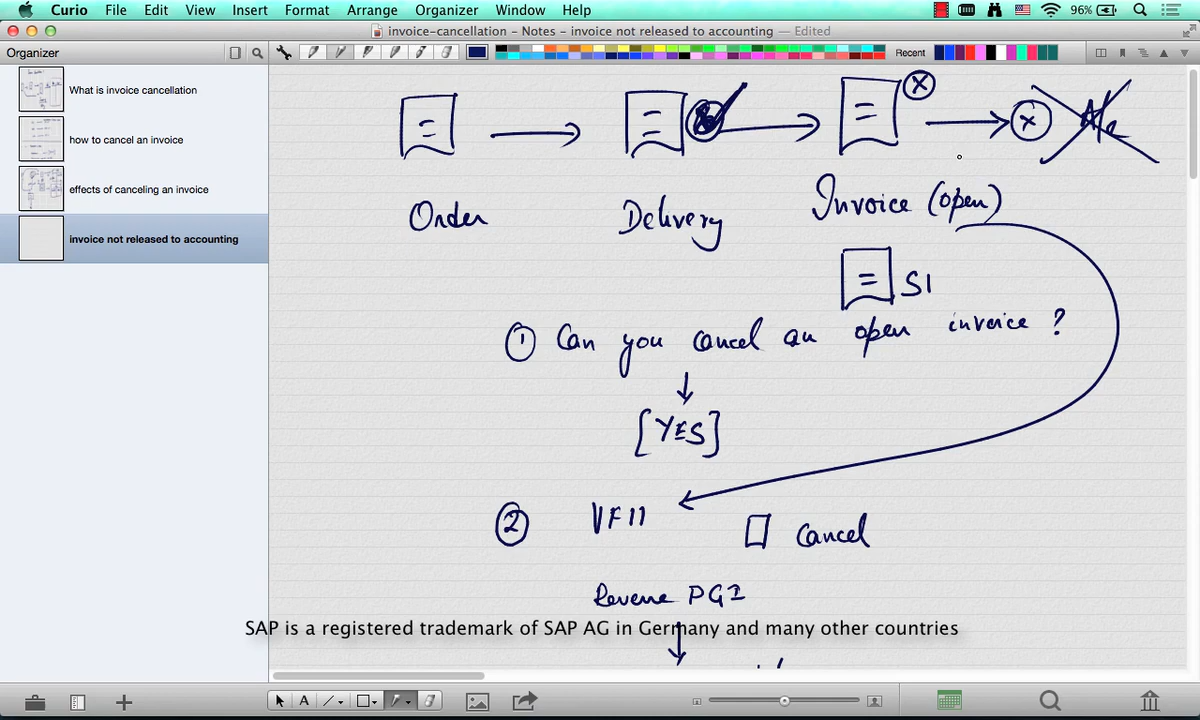 Curio File Edit View Insert Format Arrange Organizer Window Help 96%
invoice-cancellation — Notes - invoice not released to accounting — Edited
Organizer
Recent
What is invoice cancellation
how to cancel an invoice
effects of canceling an invoice
invoice not released to accounting
Order Delivery Invoice (open)
S1
① Can you cancel an open invoice ?
[YES]
② VF11 cancel
Reverse PGI
SAP is a registered trademark of SAP AG in Germany and many other countries
A